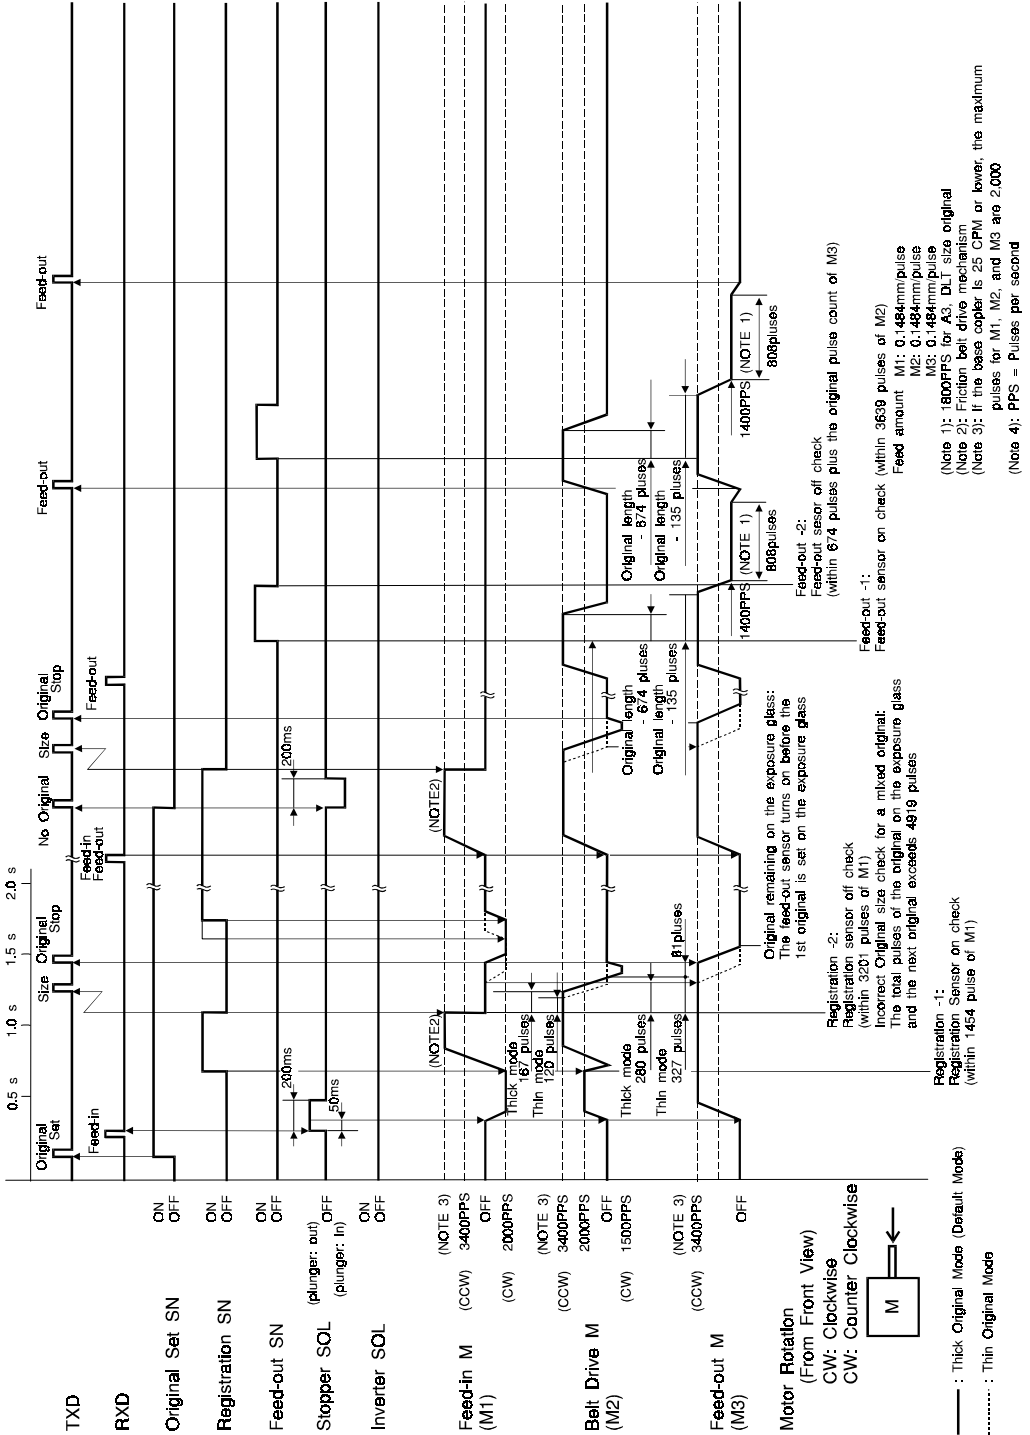 0.5 s
1.0 s
1.5 s
2.0 s
TXD
Original
Set
Size
Original
Stop
No Original
Size
Original
Stop
Feed-out
Feed-out
RXD
Feed-in
Feed-in
Feed-out
Feed-out
Original Set SN
ON
OFF
Registration SN
ON
OFF
Feed-out SN
ON
OFF
Stopper SOL
(plunger: out)
(plunger: in)
ON
OFF
200ms
50ms
200ms
Inverter SOL
ON
OFF
Feed-in M
(M1)
(NOTE 3)
(CCW) 3400PPS
OFF
(CW) 2000PPS
(NOTE2)
(NOTE2)
Thick mode
167 pulses
Thin mode
120 pulses
Belt Drive M
(M2)
(NOTE 3)
(CCW) 3400PPS
2000PPS
OFF
(CW) 1500PPS
Thick mode
280 pulses
Thin mode
327 pulses
81pluses
Original length
- 674 pluses
Original length
- 135 pluses
Original length
- 674 pluses
Original length
- 135 pluses
Feed-out M
(M3)
(NOTE 3)
(CCW) 3400PPS
OFF
1400PPS (NOTE 1)
808pluses
1400PPS (NOTE 1)
808pluses
Motor Rotation
(From Front View)
CW: Clockwise
CW: Counter Clockwise
M
: Thick Original Mode (Default Mode)
: Thin Original Mode
Registration -1:
Registration Sensor on check
(within 1454 pulse of M1)
Registration -2:
Registration sensor off check
(within 3201 pulses of M1)
Incorrect Original size check for a mixed original:
The total pulses of the original on the exposure glass
and the next original exceeds 4919 pulses
Original remaining on the exposure glass:
The feed-out sensor turns on before the
1st original is set on the exposure glass
Feed-out -1:
Feed-out sensor on check (within 3639 pulses of M2)
Feed-out -2:
Feed-out sesor off check
(within 674 pulses plus the original pulse count of M3)
Feed amount M1: 0.1484mm/pulse
M2: 0.1484mm/pulse
M3: 0.1484mm/pulse
(Note 1): 1800PPS for A3, DLT size original
(Note 2): Friction belt drive mechanism
(Note 3): If the base copier is 25 CPM or lower, the maximum
pulses for M1, M2, and M3 are 2,000
(Note 4): PPS = Pulses per second